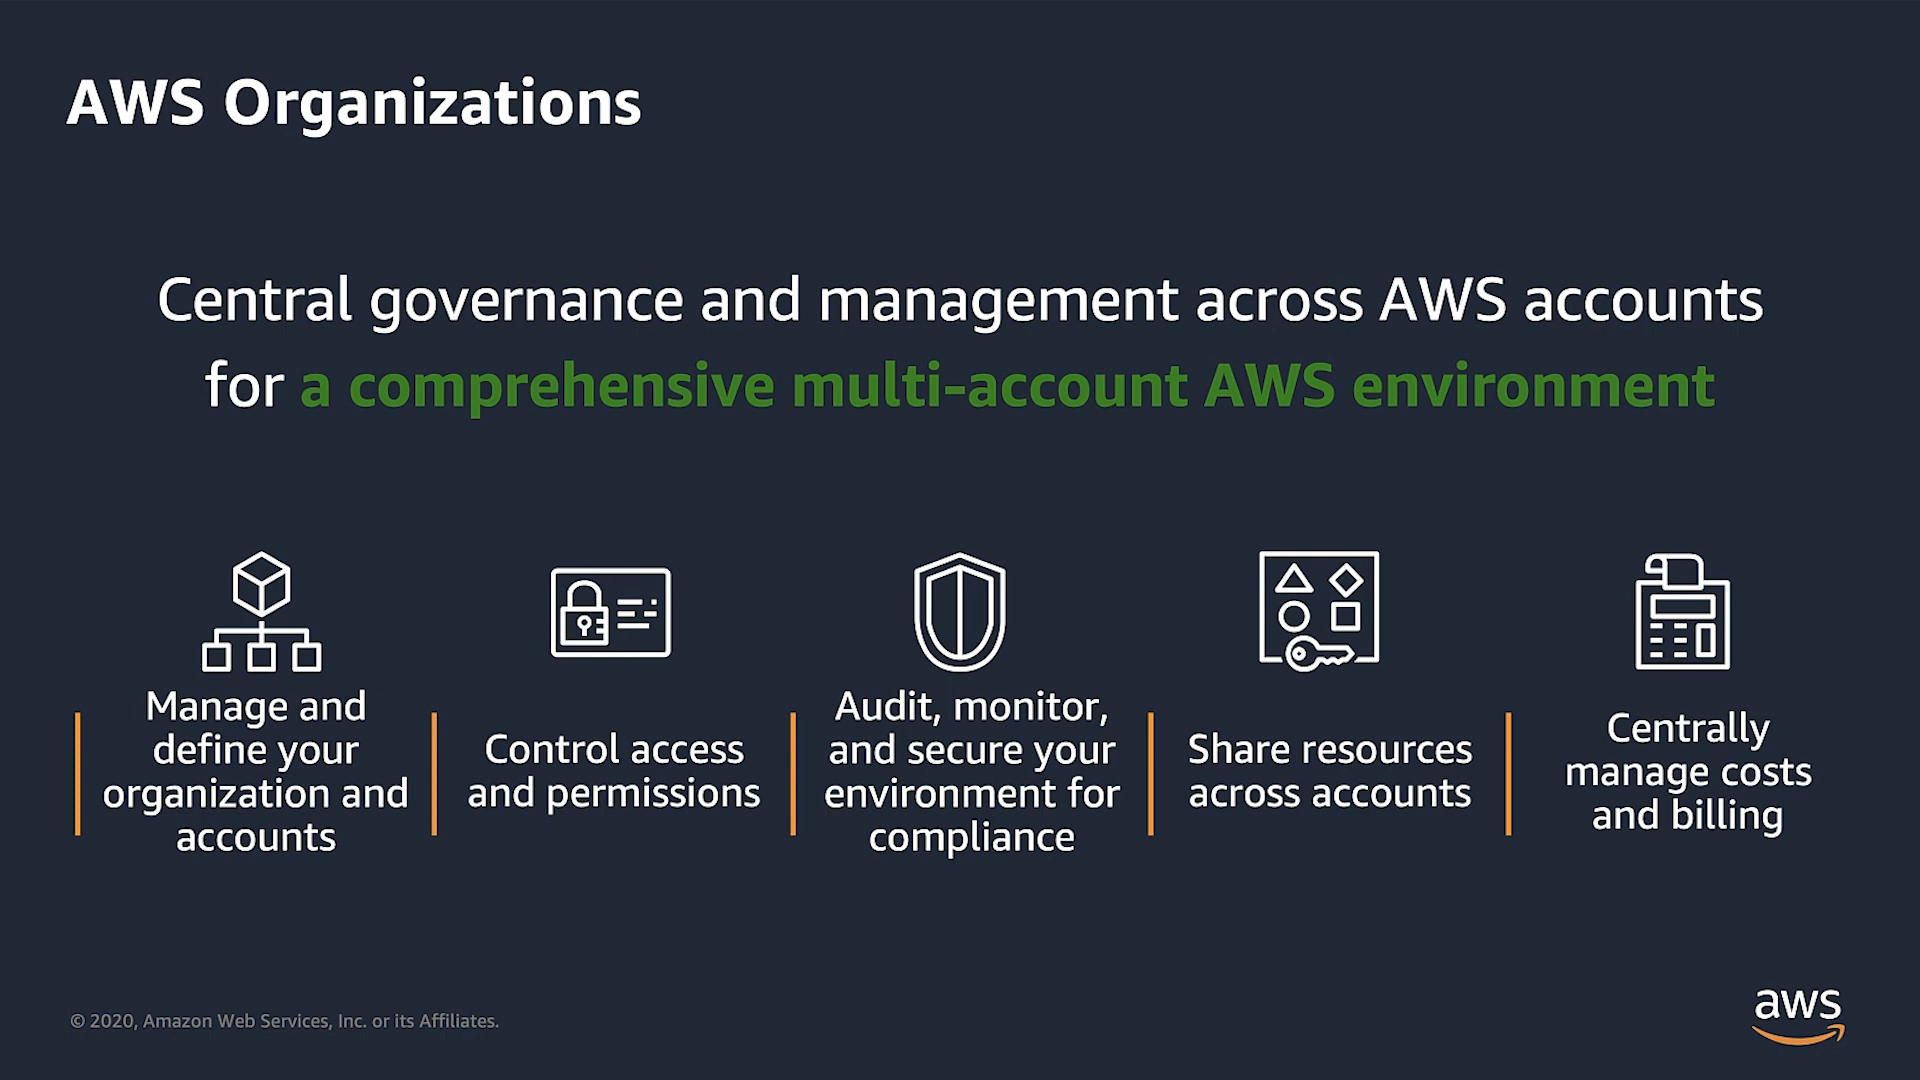 AWS Organizations
Central governance and management across AWS accounts
for a comprehensive multi-account AWS environment
Manage and
define your
organization and
accounts
Control access
and permissions
Audit, monitor,
and secure your
environment for
compliance
Share resources
across accounts
Centrally
manage costs
and billing
© 2020, Amazon Web Services, Inc. or its Affiliates.
aws